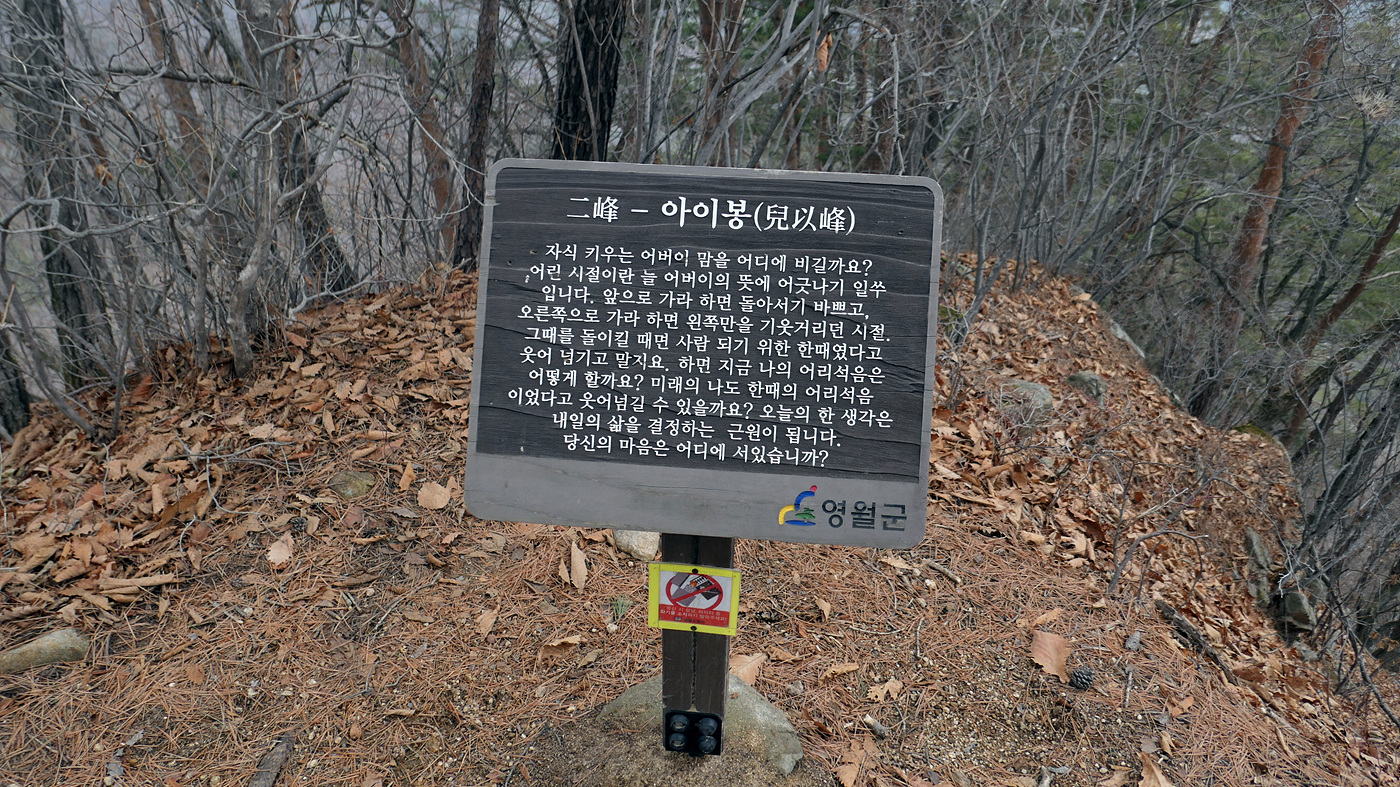 二峰 - 아이봉(兒以峰)
자식 키우는 어버이 맘을 어디에 비길까요?
어린 시절이란 늘 어버이의 뜻에 어긋나기 일쑤
입니다. 앞으로 가라 하면 돌아서기 바쁘고,
오른쪽으로 가라 하면 왼쪽만을 기웃거리던 시절.
그때를 돌이킬 때면 사람 되기 위한 한때였다고
웃어 넘기고 말지요. 하면 지금 나의 어리석음은
어떻게 할까요? 미래의 나도 한때의 어리석음
이었다고 웃어넘길 수 있을까요? 오늘의 한 생각은
내일의 삶을 결정하는 근원이 됩니다.
당신의 마음은 어디에 서있습니까?
영월군